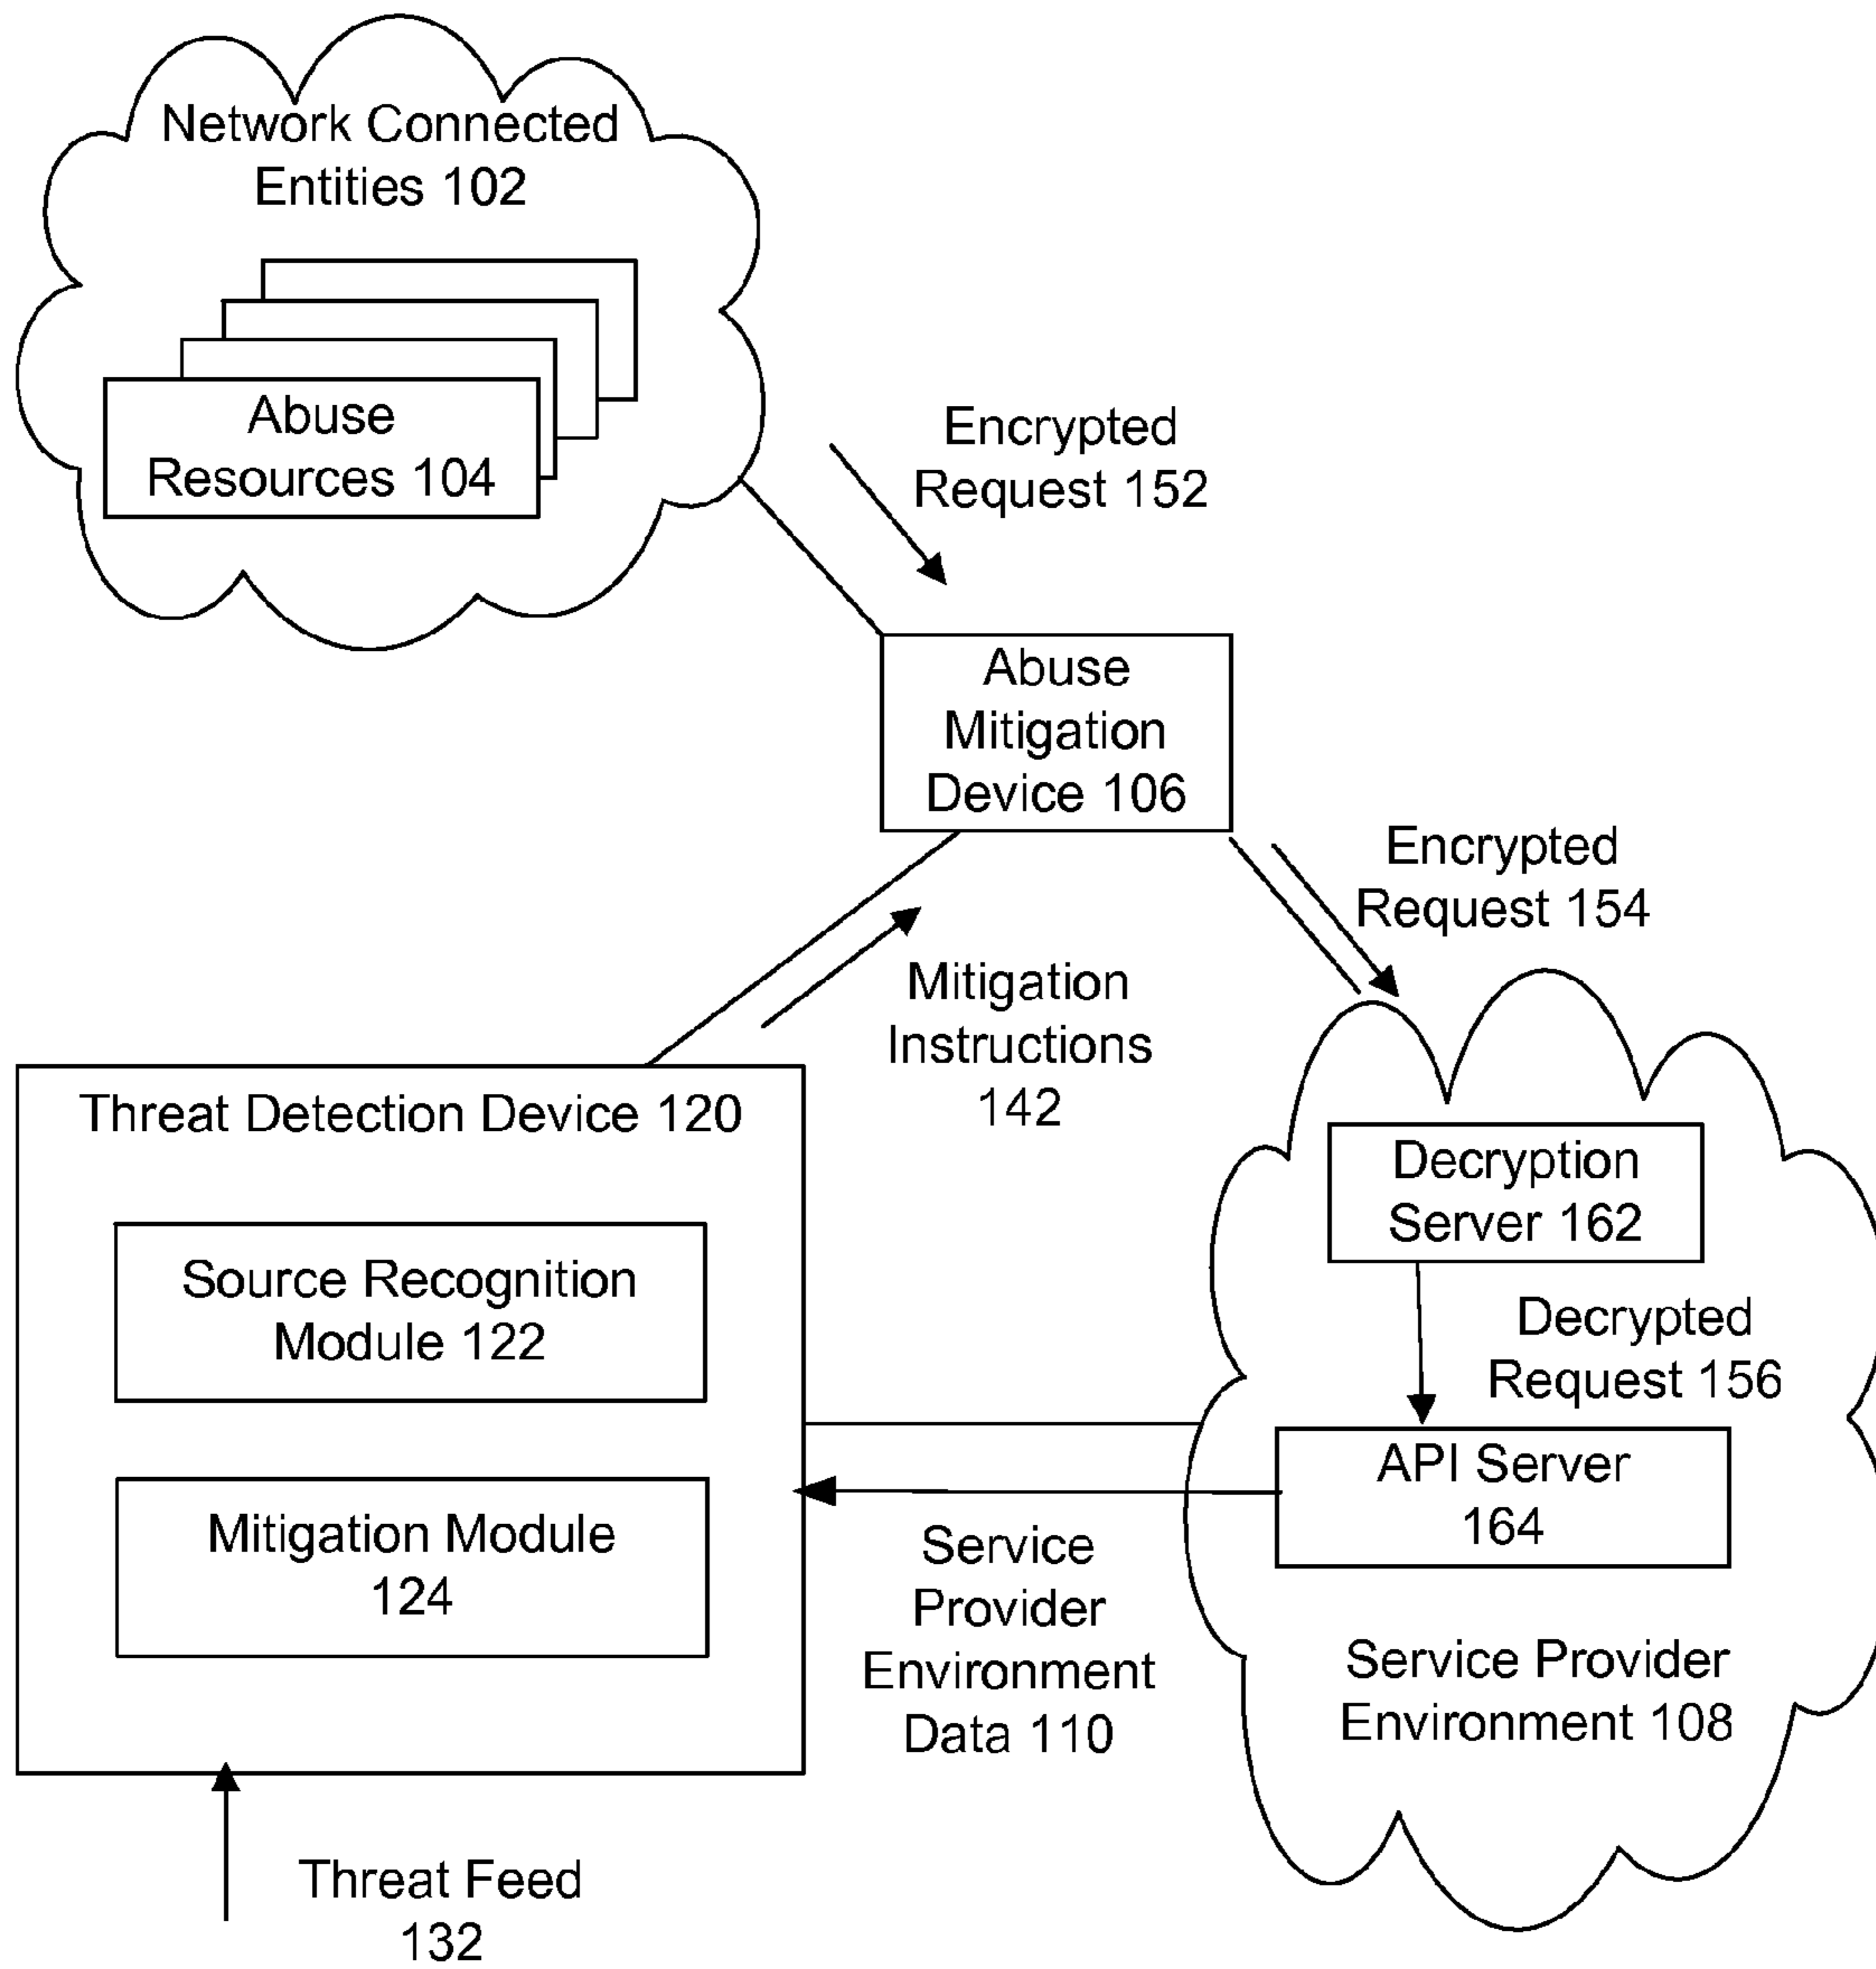 Network Connected
Entities 102
Abuse
Resources 104
Encrypted
Request 152
Abuse
Mitigation
Device 106
Encrypted
Request 154
Mitigation
Instructions
142
Threat Detection Device 120
Source Recognition
Module 122
Mitigation Module
124
Decryption
Server 162
Decrypted
Request 156
API Server
164
Service
Provider
Environment
Data 110
Service Provider
Environment 108
Threat Feed
132